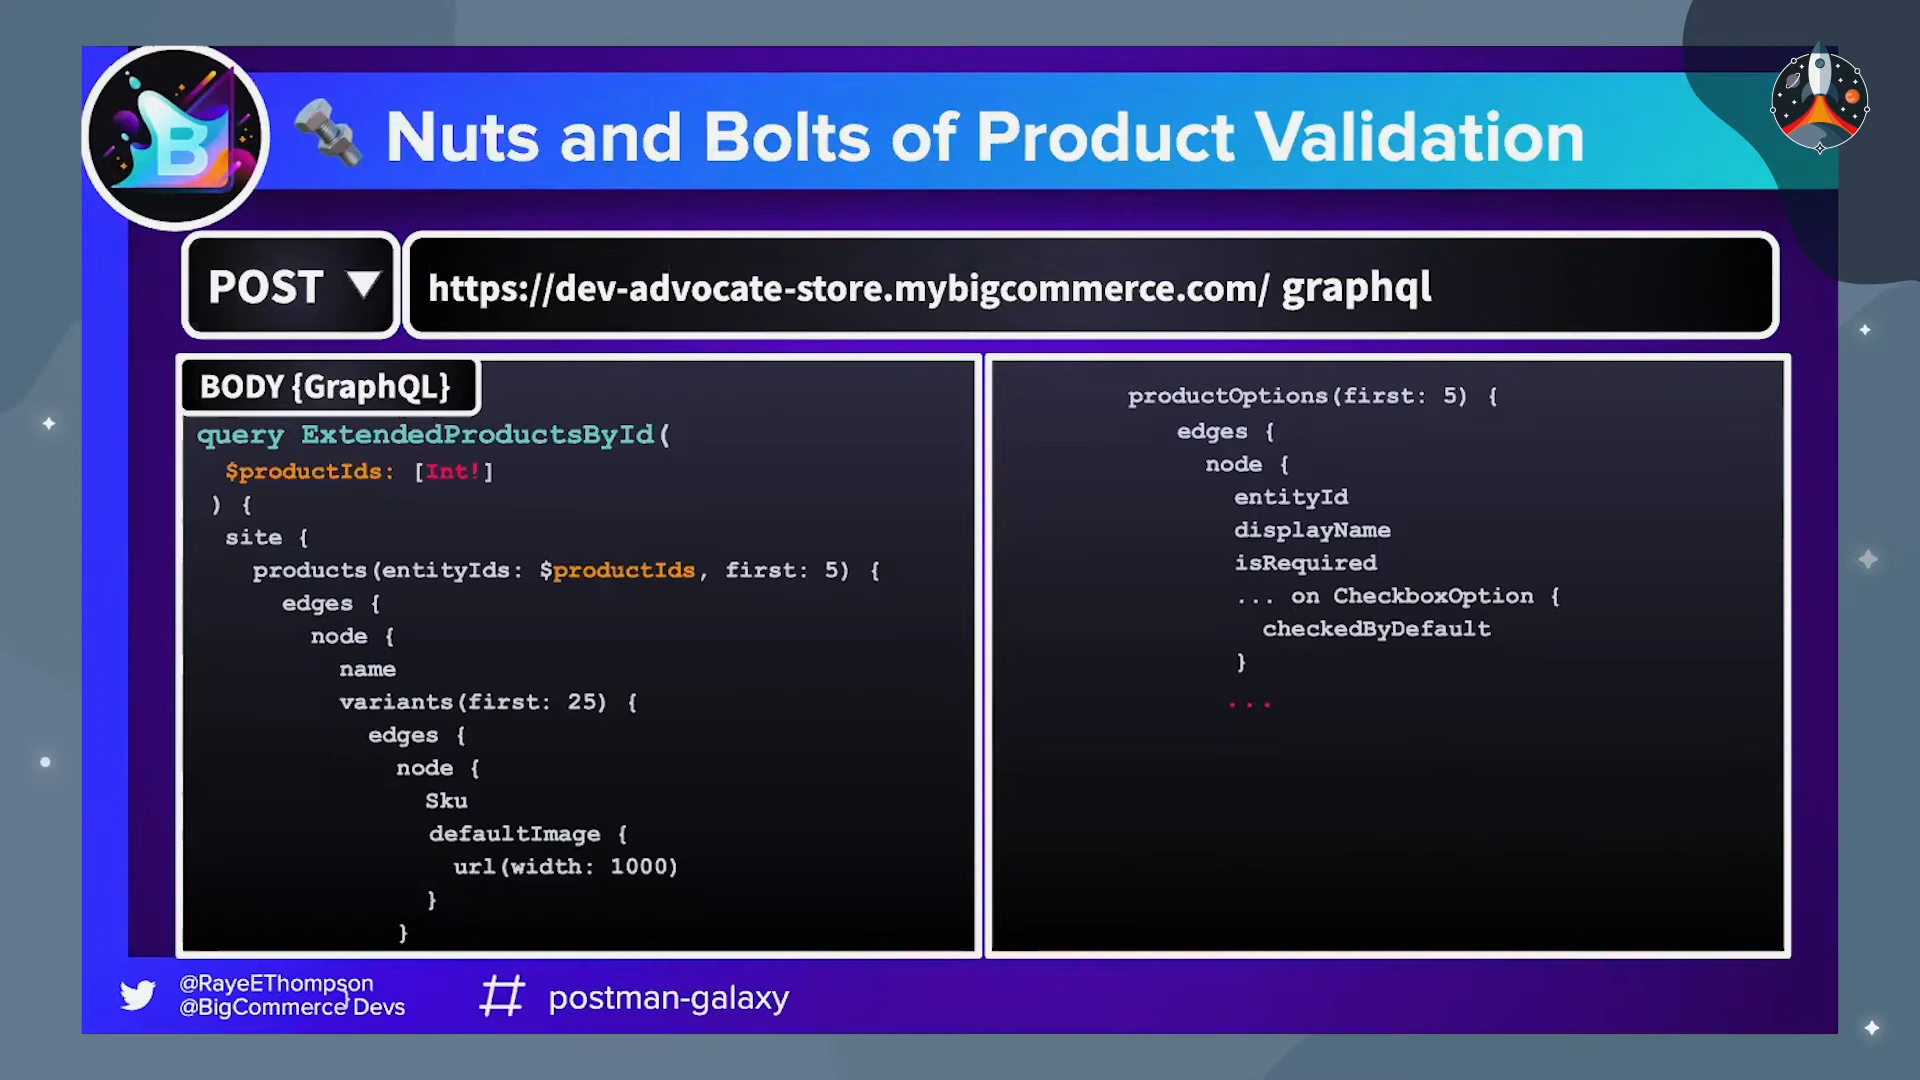 B
Nuts and Bolts of Product Validation
POST ▼
https://dev-advocate-store.mybigcommerce.com/ graphql
BODY {GraphQL}
query ExtendedProductsById(
$productIds: [Int!]
) {
site {
products(entityIds: $productIds, first: 5) {
edges {
node {
name
variants(first: 25) {
edges {
node {
Sku
defaultImage {
url(width: 1000)
}
}
}
productOptions(first: 5) {
edges {
node {
entityId
displayName
isRequired
... on CheckboxOption {
checkedByDefault
}
...
@RayeEThompson
@BigCommerce Devs
# postman-galaxy